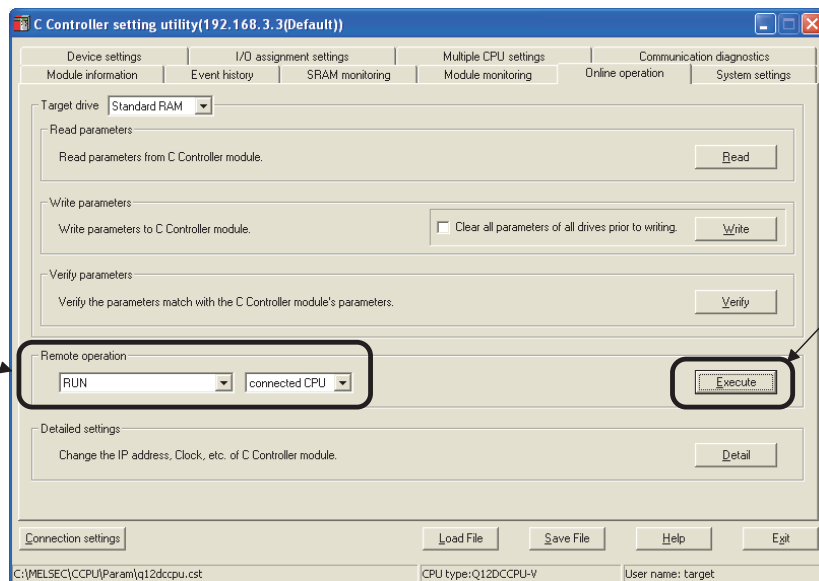 C Controller setting utility(192.168.3.3(Default))
Device settings I/O assignment settings Multiple CPU settings Communication diagnostics
Module information Event history SRAM monitoring Module monitoring Online operation System settings
Target drive Standard RAM
Read parameters
Read parameters from C Controller module. Read
Write parameters
Write parameters to C Controller module. Clear all parameters of all drives prior to writing. Write
Verify parameters
Verify the parameters match with the C Controller module's parameters. Verify
Remote operation
RUN connected CPU Execute
Detailed settings
Change the IP address, Clock, etc. of C Controller module. Detail
Connection settings Load File Save File Help Exit
C:\MELSEC\CCPU\Param\q12dccpu.cst CPU type:Q12DCCPU-V User name: target